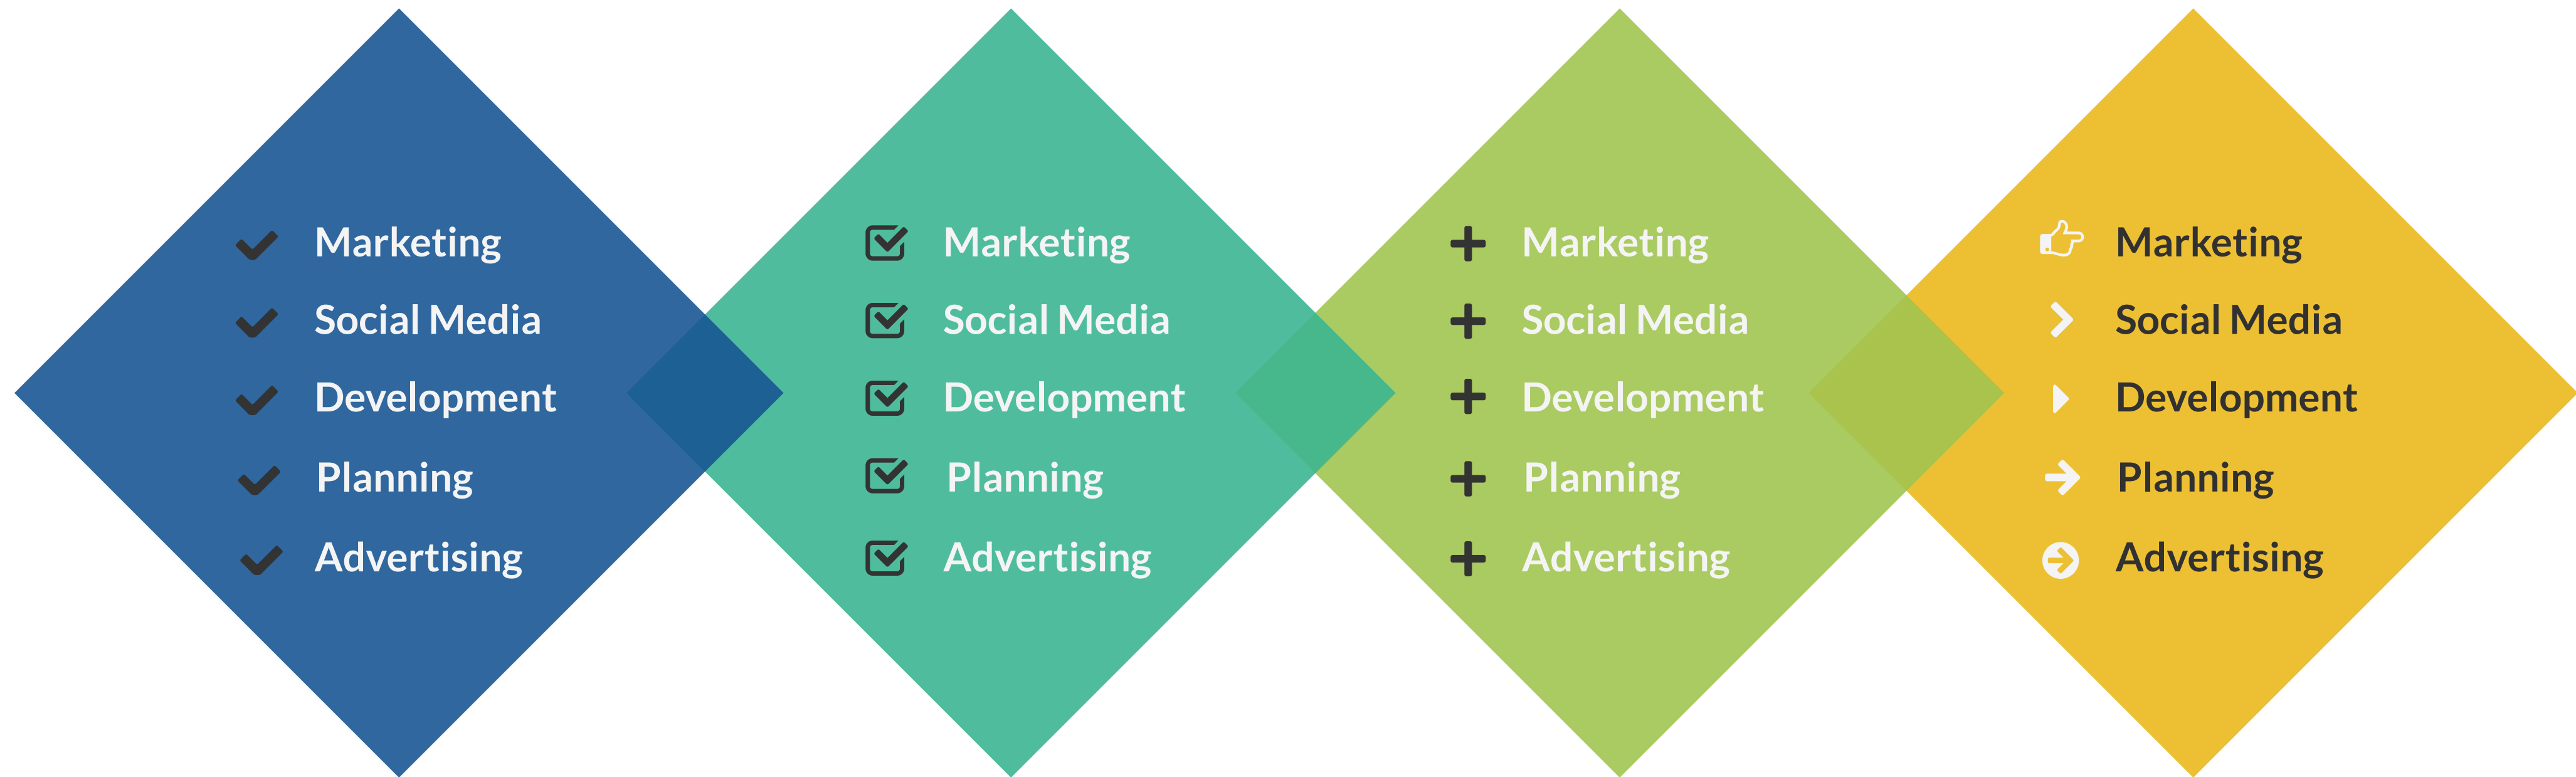 Marketing
Social Media
Development
Planning
Advertising
Marketing
Social Media
Development
Planning
Advertising
Marketing
Social Media
Development
Planning
Advertising
Marketing
Social Media
Development
Planning
Advertising